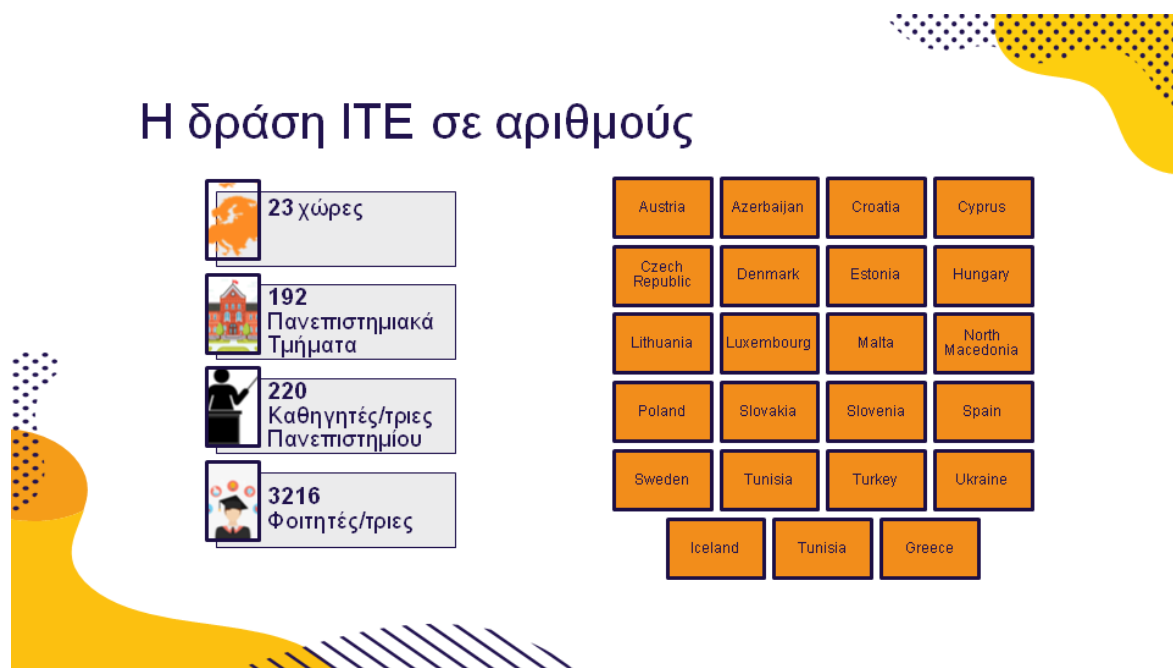 Η δράση ITE σε αριθμούς
23 χώρες
192
Πανεπιστημιακά
Τμήματα
220
Καθηγητές/τριες
Πανεπιστημίου
3216
Φοιτητές/τριες
Austria
Azerbaijan
Croatia
Cyprus
Czech
Republic
Denmark
Estonia
Hungary
Lithuania
Luxembourg
Malta
North
Macedonia
Poland
Slovakia
Slovenia
Spain
Sweden
Tunisia
Turkey
Ukraine
Iceland
Tunisia
Greece